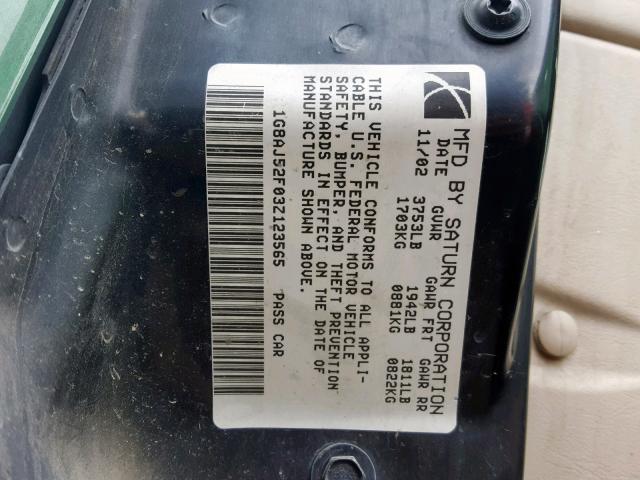 MFD BY SATURN CORPORATION
DATE GVWR GAWR FRT GAWR RR
11/02 3753LB 1942LB 1811LB
1703KG 0881KG 0822KG
THIS VEHICLE CONFORMS TO ALL APPLI-
CABLE U.S. FEDERAL MOTOR VEHICLE
SAFETY, BUMPER, AND THEFT PREVENTION
STANDARDS IN EFFECT ON THE DATE OF
MANUFACTURE SHOWN ABOVE.
1G8AJ52F03Z123565 PASS CAR